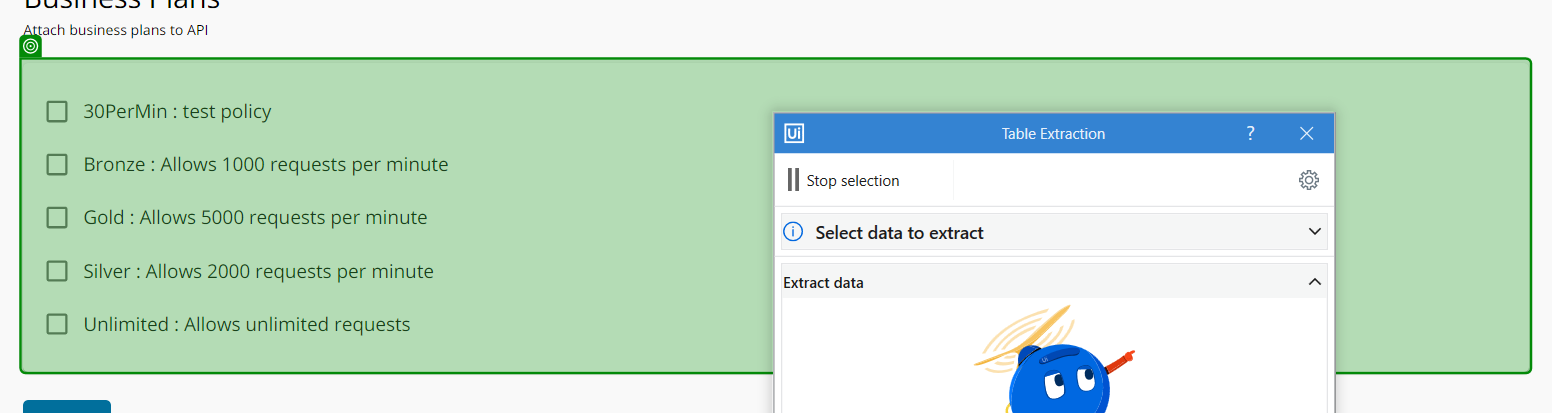 Business Plans
Attach business plans to API
30PerMin : test policy
Bronze : Allows 1000 requests per minute
Gold : Allows 5000 requests per minute
Silver : Allows 2000 requests per minute
Unlimited : Allows unlimited requests
Ui Table Extraction ?
Stop selection
Select data to extract
Extract data
UI